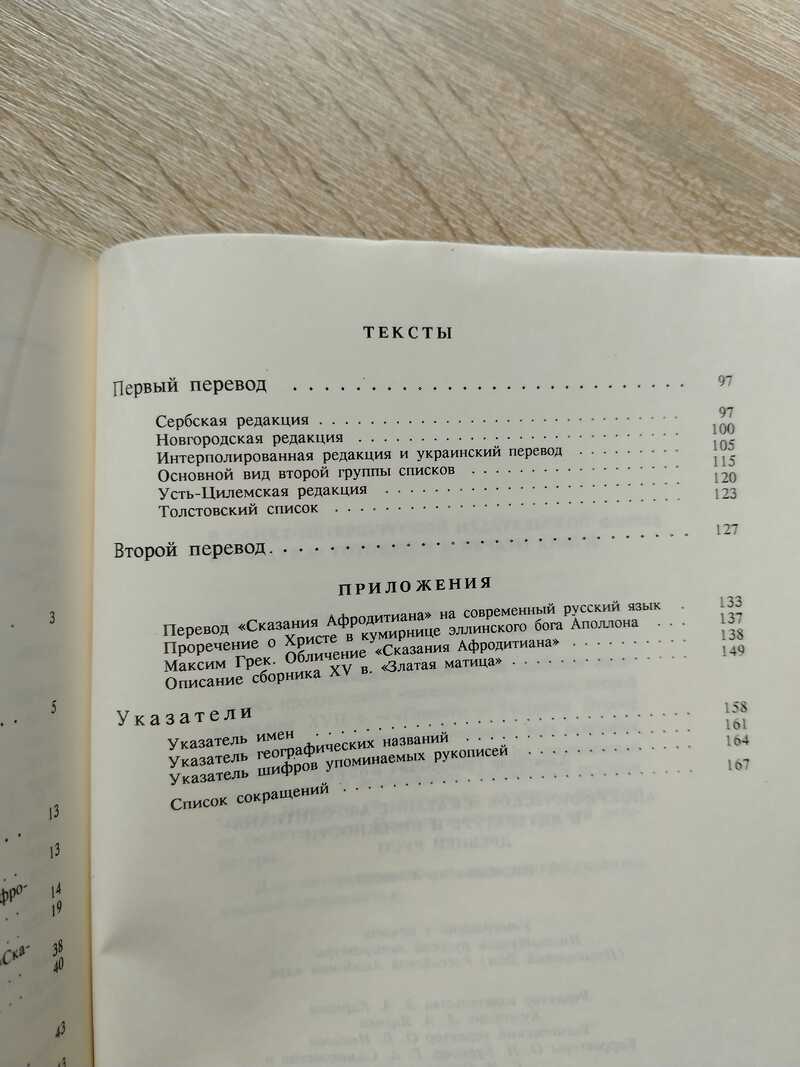 ТЕКСТЫ
Первый перевод . . . . . . . . . . . . . . . . . . . . . . . . . 97
Сербская редакция . . . . . . . . . . . . . . . . . . . . . . . . 97
Новгородская редакция . . . . . . . . . . . . . . . . . . . . . . 100
Интерполированная редакция и украинский перевод . . . . . . . 105
Основной вид второй группы списков . . . . . . . . . . . . . . 115
Усть-Цилемская редакция . . . . . . . . . . . . . . . . . . . . 120
Толстовский список . . . . . . . . . . . . . . . . . . . . . . . 123
Второй перевод . . . . . . . . . . . . . . . . . . . . . . . . . 127
ПРИЛОЖЕНИЯ
Перевод «Сказания Афродитиана» на современный русский язык . 133
Пророчение о Христе в кумирнице эллинского бога Аполлона . . . 137
Максим Грек. Обличение «Сказания Афродитиана» . . . . . . . . 138
Описание сборника XV в. «Златая матица» . . . . . . . . . . . . 149
Указатели
Указатель имен . . . . . . . . . . . . . . . . . . . . . . . . . 158
Указатель географических названий . . . . . . . . . . . . . . . 161
Указатель шифров упоминаемых рукописей . . . . . . . . . . . 164
Список сокращений . . . . . . . . . . . . . . . . . . . . . . . 167
3
5
13
13
фро- 14
19
«Ска- 38
40
43